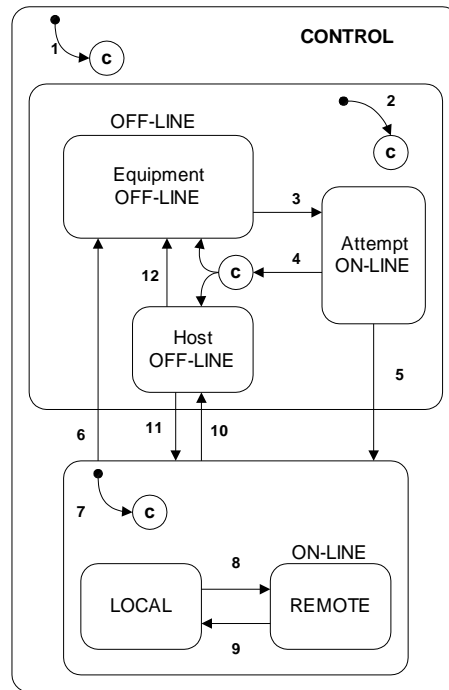 CONTROL
1
C
2
C
OFF-LINE
Equipment
OFF-LINE
3
Attempt
ON-LINE
4
C
12
Host
OFF-LINE
5
6
11
10
7
C
ON-LINE
8
LOCAL
REMOTE
9